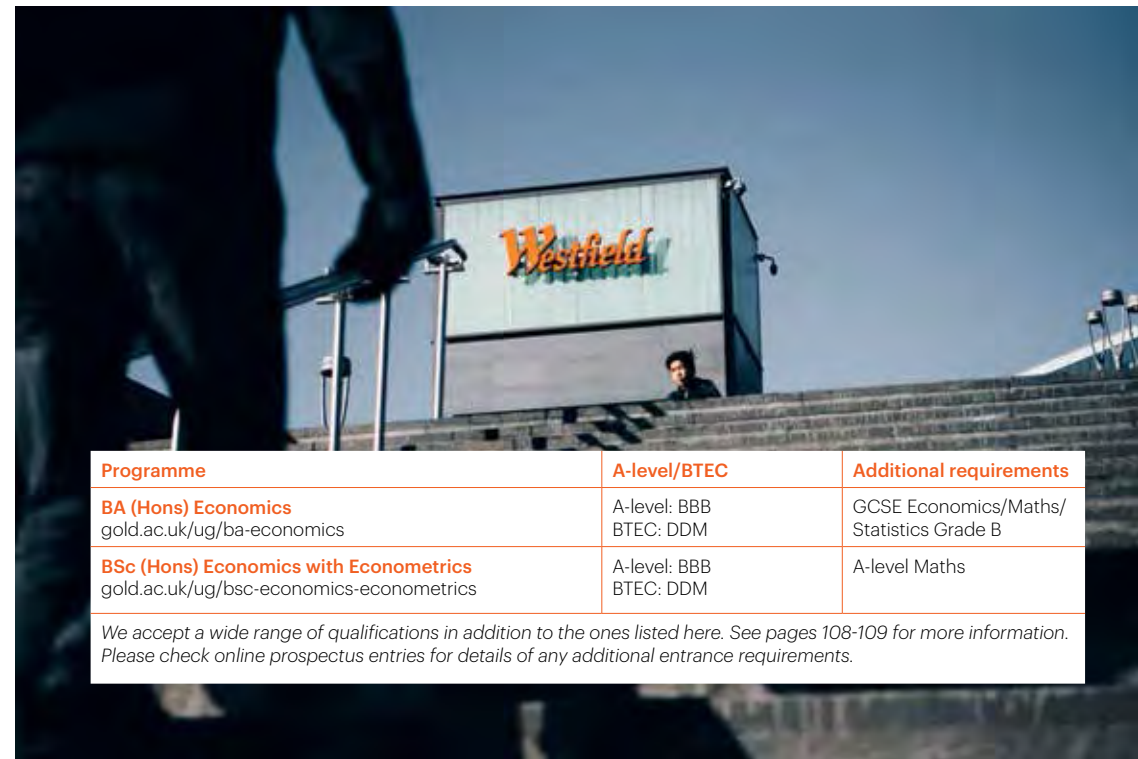 Westfield
Programme
A-level/BTEC
Additional requirements
BA (Hons) Economics
gold.ac.uk/ug/ba-economics
A-level: BBB
BTEC: DDM
GCSE Economics/Maths/
Statistics Grade B
BSc (Hons) Economics with Econometrics
gold.ac.uk/ug/bsc-economics-econometrics
A-level: BBB
BTEC: DDM
A-level Maths
We accept a wide range of qualifications in addition to the ones listed here. See pages 108-109 for more information.
Please check online prospectus entries for details of any additional entrance requirements.